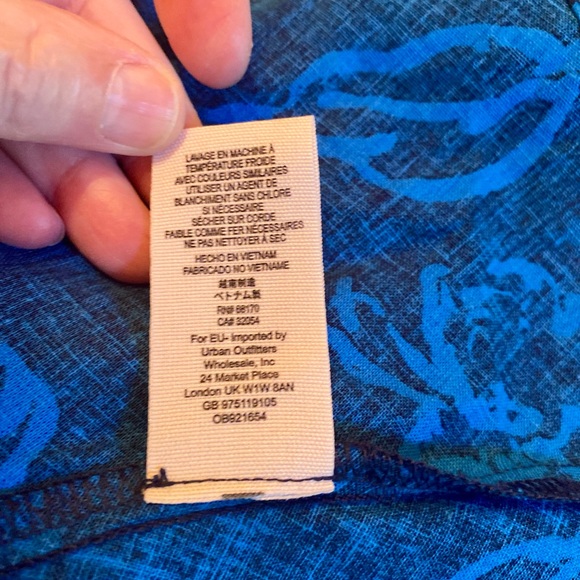 LAVAGE EN MACHINE À
TEMPÉRATURE FROIDE
AVEC COULEURS SIMILAIRES
UTILISER UN AGENT DE
BLANCHIMENT SANS CHLORE
SI NÉCESSAIRE
SÉCHER SUR CORDE
FAIBLE COMME FER NÉCESSAIRES
NE PAS NETTOYER À SEC
HECHO EN VIETNAM
FABRICADO NO VIETNAME
越南制造
ベトナム製
RN# 66170
CA# 32054
For EU- Imported by
Urban Outfitters
Wholesale, Inc
24 Market Place
London UK W1W 8AN
GB 975119105
OB921654